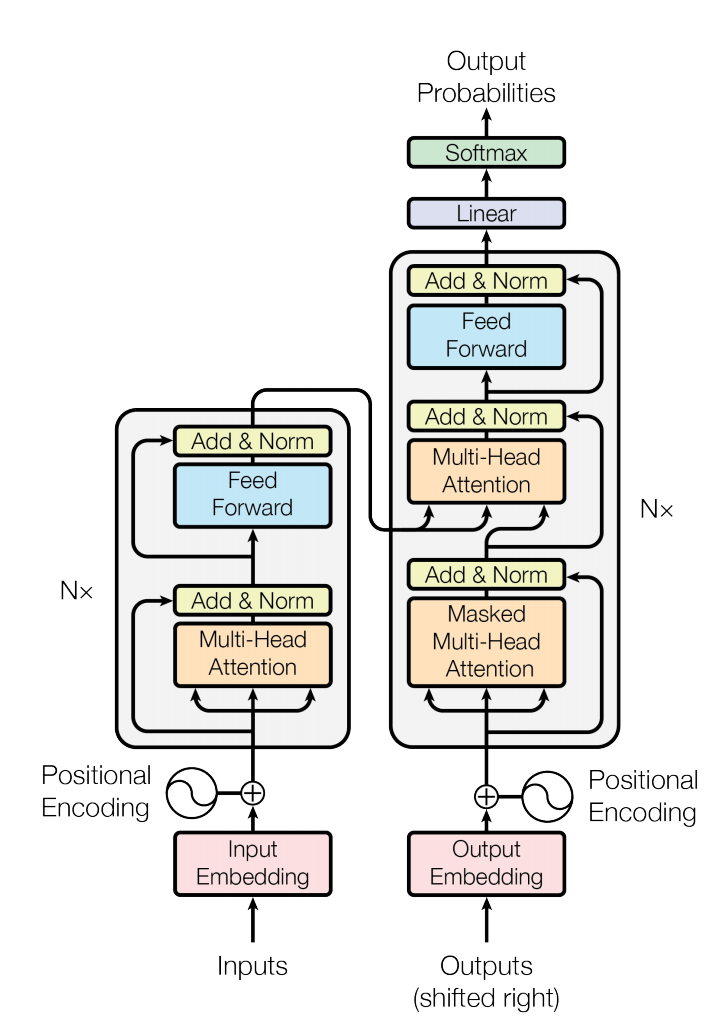 Output
Probabilities
Softmax
Linear
Add & Norm
Feed
Forward
Add & Norm
Multi-Head
Attention
Add & Norm
Masked
Multi-Head
Attention
N×
Add & Norm
Feed
Forward
Add & Norm
Multi-Head
Attention
N×
Positional
Encoding
Positional
Encoding
Input
Embedding
Output
Embedding
Inputs
Outputs
(shifted right)